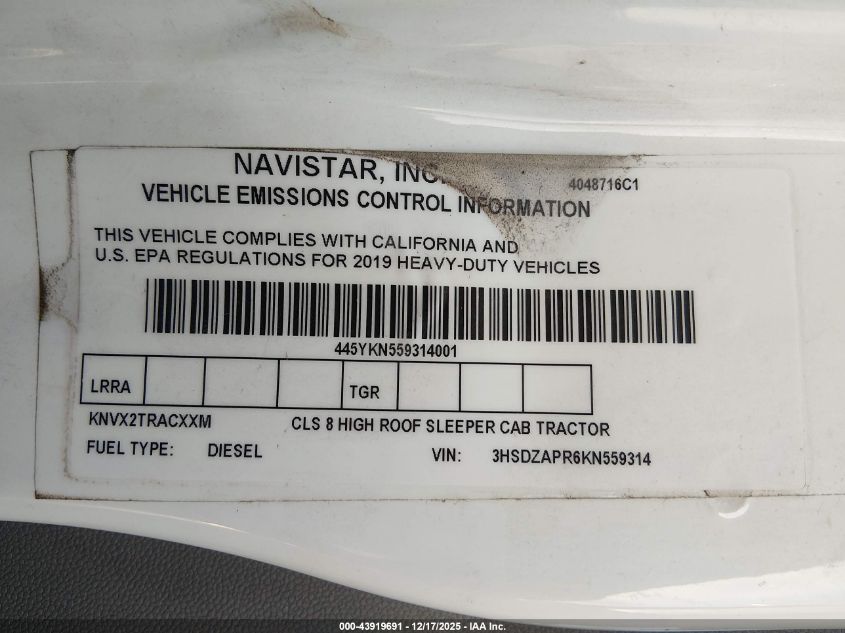 NAVISTAR, INC.
4048716C1
VEHICLE EMISSIONS CONTROL INFORMATION
THIS VEHICLE COMPLIES WITH CALIFORNIA AND
U.S. EPA REGULATIONS FOR 2019 HEAVY-DUTY VEHICLES
445YKN559314001
LRRA TGR
KNVX2TRACXXM CLS 8 HIGH ROOF SLEEPER CAB TRACTOR
FUEL TYPE: DIESEL VIN: 3HSDZAPR6KN559314
000-43919691 - 12/17/2025 - IAA Inc.